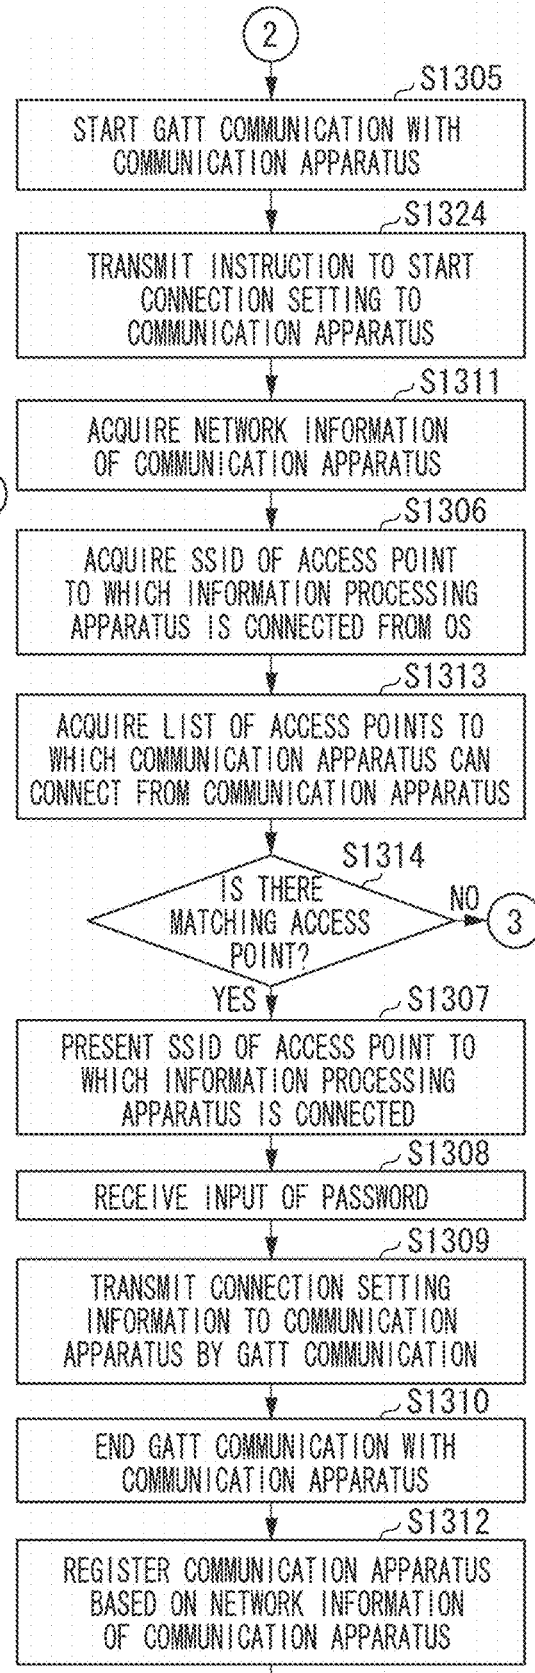 2
S1305
START GATT COMMUNICATION WITH
COMMUNICATION APPARATUS
S1324
TRANSMIT INSTRUCTION TO START
CONNECTION SETTING TO
COMMUNICATION APPARATUS
S1311
ACQUIRE NETWORK INFORMATION
OF COMMUNICATION APPARATUS
S1306
ACQUIRE SSID OF ACCESS POINT
TO WHICH INFORMATION PROCESSING
APPARATUS IS CONNECTED FROM OS
S1313
ACQUIRE LIST OF ACCESS POINTS TO
WHICH COMMUNICATION APPARATUS CAN
CONNECT FROM COMMUNICATION APPARATUS
S1314
IS THERE
MATCHING ACCESS
POINT?
NO
3
YES
S1307
PRESENT SSID OF ACCESS POINT TO
WHICH INFORMATION PROCESSING
APPARATUS IS CONNECTED
S1308
RECEIVE INPUT OF PASSWORD
S1309
TRANSMIT CONNECTION SETTING
INFORMATION TO COMMUNICATION
APPARATUS BY GATT COMMUNICATION
S1310
END GATT COMMUNICATION WITH
COMMUNICATION APPARATUS
S1312
REGISTER COMMUNICATION APPARATUS
BASED ON NETWORK INFORMATION
OF COMMUNICATION APPARATUS